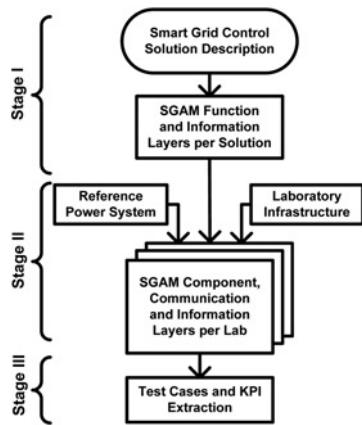 Stage I
Smart Grid Control
Solution Description
SGAM Function
and Information
Layers per Solution
Stage II
Reference
Power System
Laboratory
Infrastructure
SGAM Component,
Communication
and Information
Layers per Lab
Stage III
Test Cases and KPI
Extraction